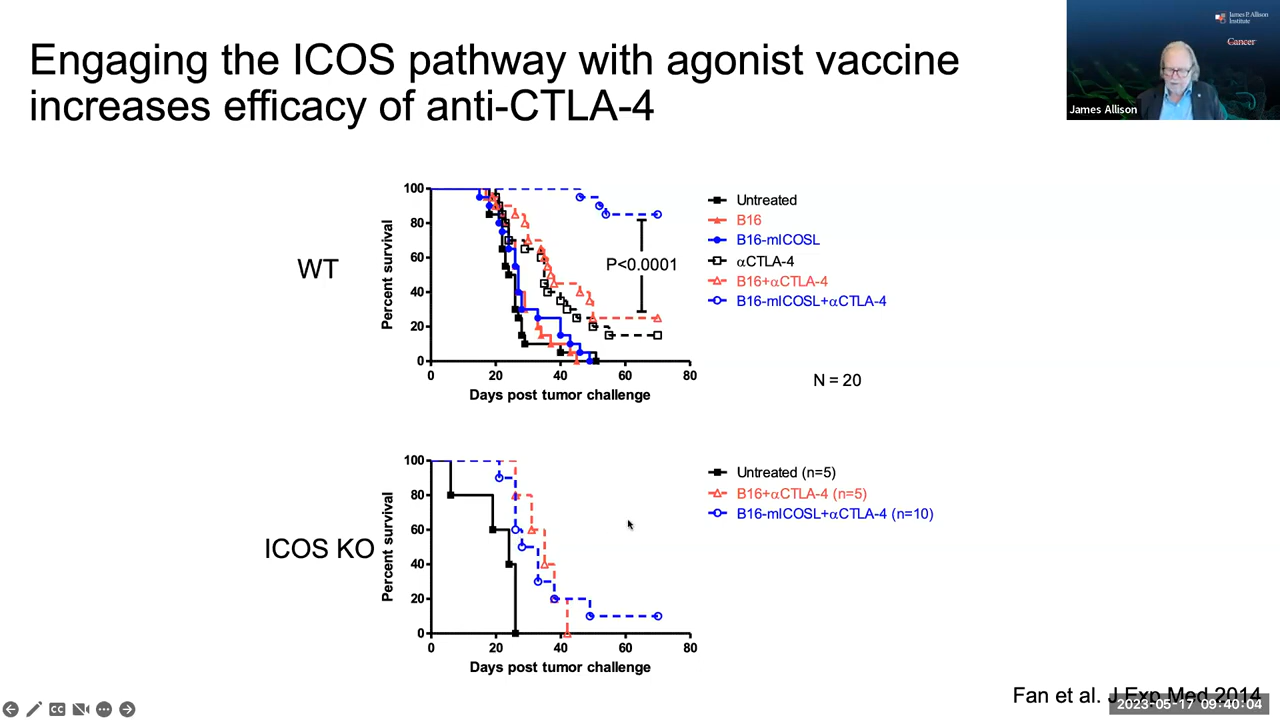 Engaging the ICOS pathway with agonist vaccine
increases efficacy of anti-CTLA-4
James P. Allison
Institute
Cancer
James Allison
WT
Percent survival
100
80
60
40
20
0
0 20 40 60 80
Days post tumor challenge
P<0.0001
Untreated
B16
B16-mICOSL
αCTLA-4
B16+αCTLA-4
B16-mICOSL+αCTLA-4
N = 20
ICOS KO
Percent survival
100
80
60
40
20
0
0 20 40 60 80
Days post tumor challenge
Untreated (n=5)
B16+αCTLA-4 (n=5)
B16-mICOSL+αCTLA-4 (n=10)
Fan et al. J Exp Med 2014
CC
2023-05-17 09:40:04